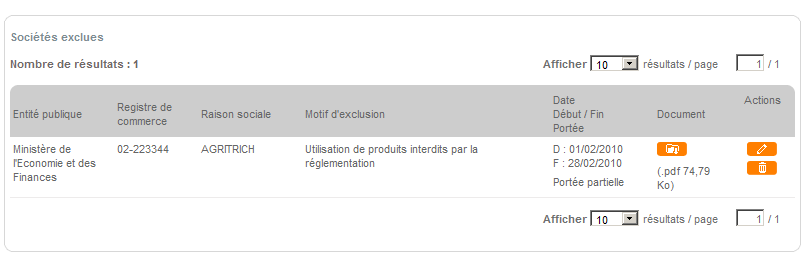 Sociétés exclues
Nombre de résultats : 1
Afficher 10 résultats / page 1 / 1
Entité publique
Registre de
commerce
Raison sociale
Motif d'exclusion
Date
Début / Fin
Portée
Document
Actions
Ministère de
l'Economie et des
Finances
02-223344
AGRITRICH
Utilisation de produits interdits par la
réglementation
D : 01/02/2010
F : 28/02/2010
Portée partielle
(.pdf 74,79
Ko)
Afficher 10 résultats / page 1 / 1